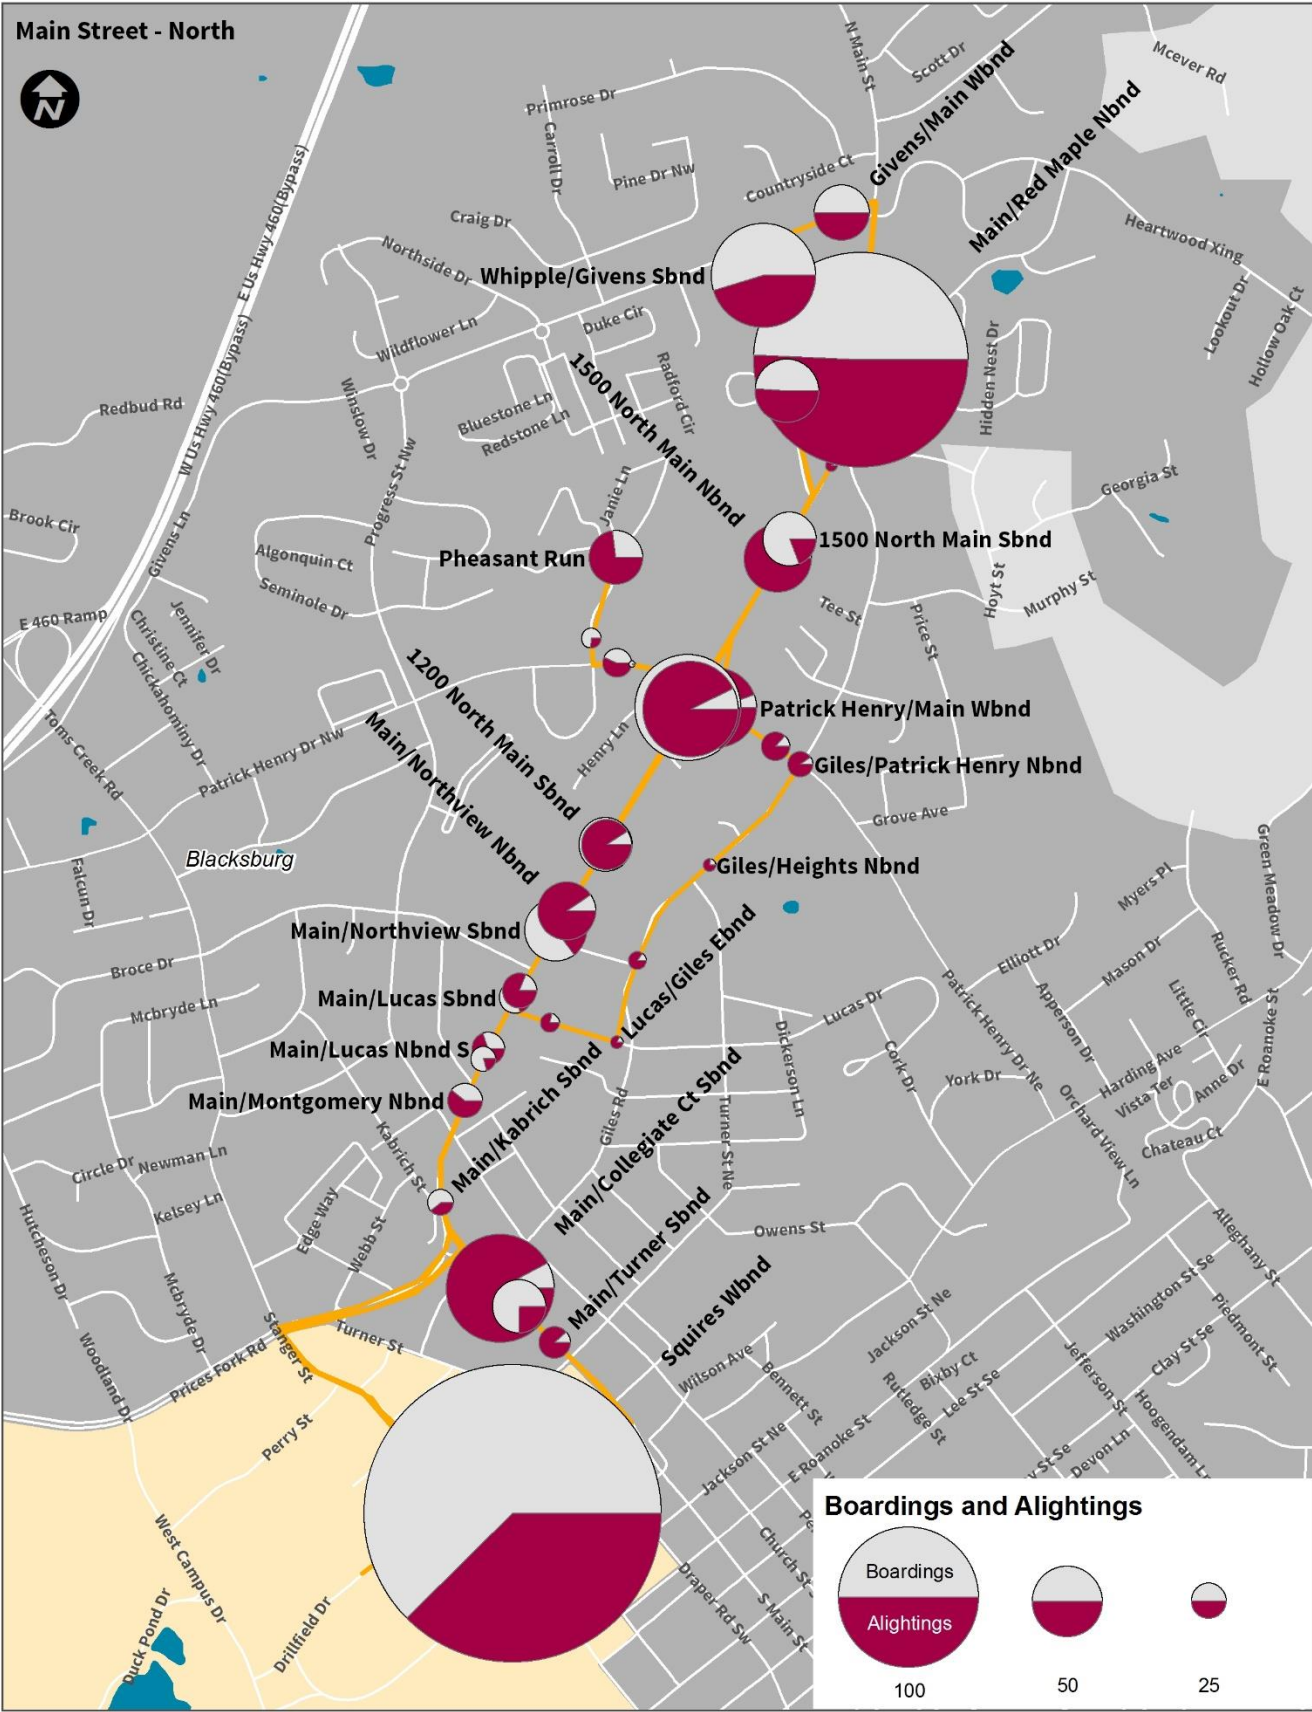 Main Street - North
N
N Main St
Scott Dr
Mcever Rd
Givens/Main Wbnd
Main/Red Maple Nbnd
Primrose Dr
Carroll Dr
Pine Dr Nw
Countryside Ct
Craig Dr
Northside Dr
E Us Hwy 460(Bypass)
Heartwood Xing
Whipple/Givens Sbnd
Lookout Dr
Hollow Oak Ct
Duke Cir
Wildflower Ln
W Us Hwy 460(Bypass)
Radford Cir
Hidden Nest Dr
1500 North Main Nbnd
Redbud Rd
Winslow Dr
Bluestone Ln
Redstone Ln
Progress St Nw
Janie Ln
Georgia St
Brook Cir
Givens Ln
Algonquin Ct
Pheasant Run
1500 North Main Sbnd
Seminole Dr
Hoyt St
Murphy St
E 460 Ramp
Jennifer Dr
Christine Ct
Chickahominy Dr
Tee St
Price St
1200 North Main Sbnd
Patrick Henry/Main Wbnd
Toms Creek Rd
Patrick Henry Dr Nw
Main/Northview Nbnd
Henry Ln
Giles/Patrick Henry Nbnd
Grove Ave
Blacksburg
Falcun Dr
Giles/Heights Nbnd
Myers Pl
Green Meadow Dr
Main/Northview Sbnd
Lucas/Giles Ebnd
Elliott Dr
Mason Dr
Rucker Rd
Broce Dr
Mcbryde Ln
Main/Lucas Sbnd
Lucas Dr
Patrick Henry Dr Ne
Apperson Dr
Little Cir
E Roanoke St
Main/Lucas Nbnd S
Main/Kabrich Sbnd
Dickerson Ln
Cork Dr
York Dr
Harding Ave
Vista Ter
Anne Dr
Main/Montgomery Nbnd
Giles Rd
Turner St Ne
Main/Collegiate Ct Sbnd
Orchard View Ln
Chateau Ct
Kabrich St
Circle Dr
Newman Ln
Kelsey Ln
Edge Way
Webb St
Hutcheson Dr
Main/Turner Sbnd
Owens St
Alleghany St
Washington St Se
Piedmont St
Mcbryde Dr
Stanger St
Turner St
Squires Wbnd
Jackson St Ne
Clay St Se
Woodland Dr
Prices Fork Rd
Wilson Ave
Bennett St
Bixby Ct
Lee St Se
Rutledge St
Jefferson St
Hoogendam Ln
Perry St
Jackson St Ne
E Roanoke St
y St Se
Devon Ln
West Campus Dr
Church St S
Pe
Duck Pond Dr
Drillfield Dr
Draper Rd Sw
S Main St
Boardings and Alightings
Boardings
Alightings
100
50
25